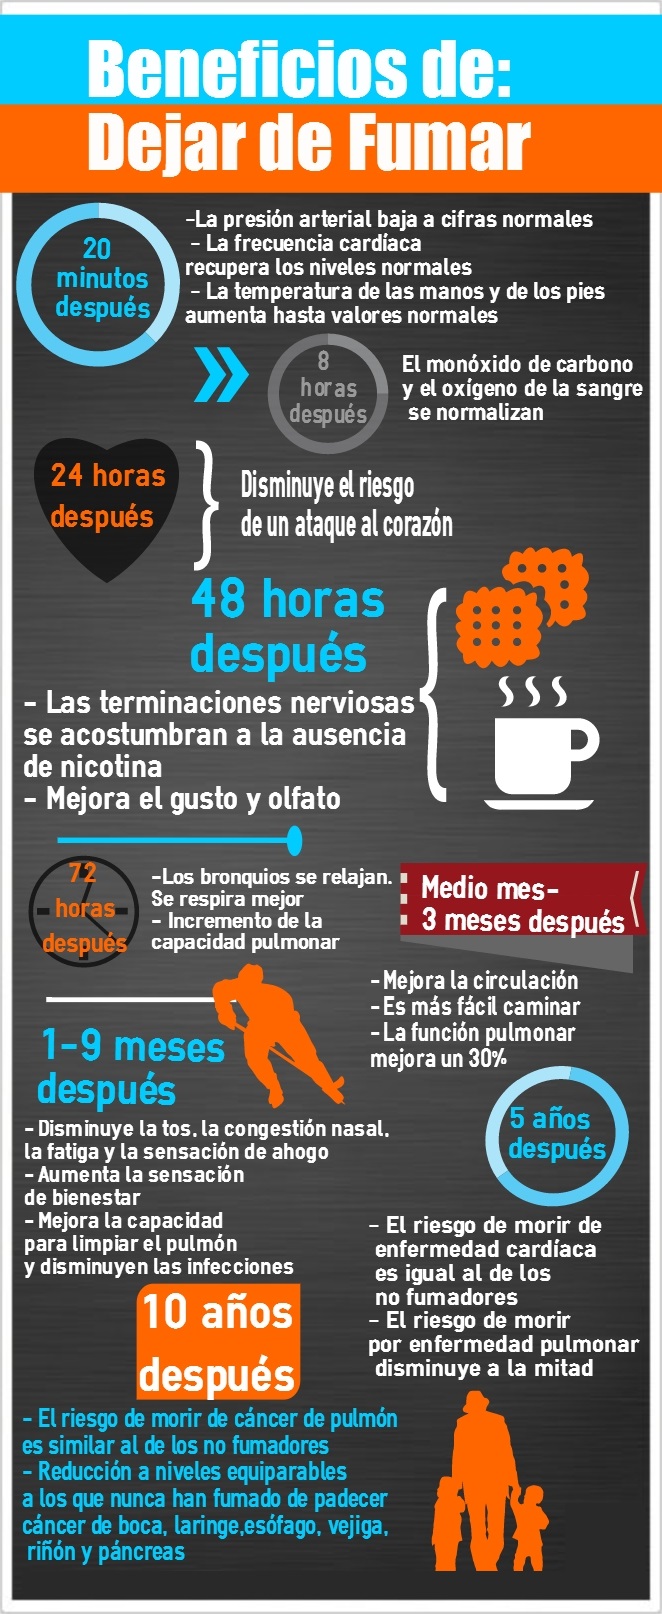 Beneficios de:
Dejar de Fumar
20
minutos
después
-La presión arterial baja a cifras normales
- La frecuencia cardíaca
recupera los niveles normales
- La temperatura de las manos y de los pies
aumenta hasta valores normales
8
horas
después
El monóxido de carbono
y el oxígeno de la sangre
se normalizan
24 horas
después
Disminuye el riesgo
de un ataque al corazón
48 horas
después
- Las terminaciones nerviosas
se acostumbran a la ausencia
de nicotina
- Mejora el gusto y olfato
72
horas
después
-Los bronquios se relajan.
Se respira mejor
- Incremento de la
capacidad pulmonar
Medio mes-
3 meses después
- Mejora la circulación
- Es más fácil caminar
- La función pulmonar
mejora un 30%
1-9 meses
después
- Disminuye la tos, la congestión nasal,
la fatiga y la sensación de ahogo
- Aumenta la sensación
de bienestar
- Mejora la capacidad
para limpiar el pulmón
y disminuyen las infecciones
5 años
después
- El riesgo de morir de
enfermedad cardíaca
es igual al de los
no fumadores
- El riesgo de morir
por enfermedad pulmonar
disminuye a la mitad
10 años
después
- El riesgo de morir de cáncer de pulmón
es similar al de los no fumadores
- Reducción a niveles equiparables
a los que nunca han fumado de padecer
cáncer de boca, laringe,esófago, vejiga,
riñón y páncreas